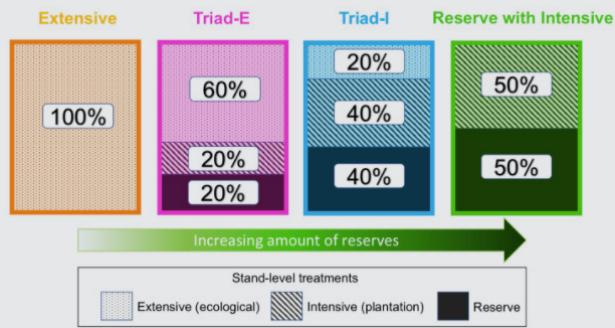 Extensive Triad-E Triad-I Reserve with Intensive
100%
60%
20%
20%
20%
40%
40%
50%
50%
Increasing amount of reserves
Stand-level treatments
Extensive (ecological) Intensive (plantation) Reserve